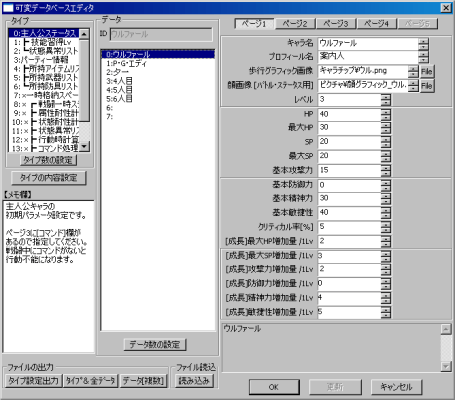 可変データベースエディタ
タイプ
0:主人公ステータス
1:┣技能習得Lv
2:┗状態異常リスト
3:パーティー情報
4:┣所持アイテムリス
5:┣所持武器リスト
6:┗所持防具リスト
7:×一時格納スペー
8:×┣戦闘一時ス
9:×┣属性耐性計
10:×┣状態耐性計
11:×┣状態異常リス
12:×┣行動時計算
13:×┣コマンド処理
タイプ数の設定
タイプの内容設定
【メモ欄】
主人公キャラの
初期パラメータ設定です。
ページ3に[コマンド]欄が
あるので指定してください。
戦闘中にコマンドがないと
行動不能になります。
データ
ID ウルファール
0:ウルファール
1:P・G・エディ
2:夕一
3:4人目
4:5人目
5:6人目
6:
7:
データ数の設定
ページ1 ページ2 ページ3 ページ4 ページ5
キャラ名 ウルファール
プロフィール名 案内人
歩行グラフィック画像 キャラチップ¥ウル.png File
顔画像 [バトル・ステータス用] ピクチャ¥顔グラフィック_ウル. File
レベル 3
HP 40
最大HP 30
SP 20
最大SP 20
基本攻撃力 15
基本防御力 0
基本精神力 30
基本敏捷性 40
クリティカル率[%] 5
[成長]最大HP増加量 /1Lv 2
[成長]最大SP増加量 /1Lv 3
[成長]攻撃力増加量 /1Lv 2
[成長]防御力増加量 /1Lv 0
[成長]精神力増加量 /1Lv 4
[成長]敏捷性増加量 /1Lv 5
ウルファール
ファイルの出力
タイプ設定出力 タイプ&全データ データ[複数]
ファイル読込
読み込み
OK 更新 キャンセル